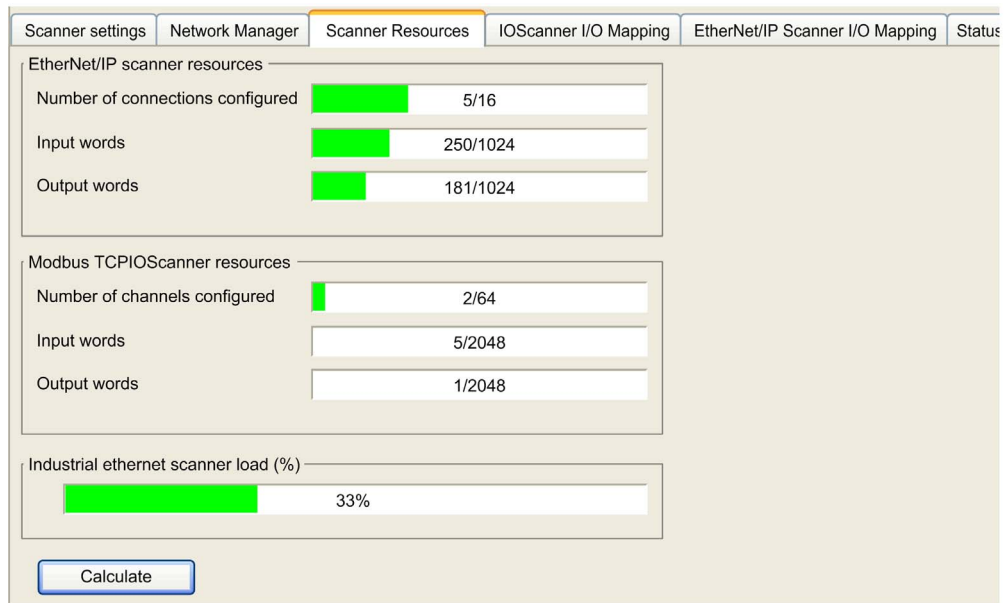 Scanner settings Network Manager Scanner Resources IOScanner I/O Mapping EtherNet/IP Scanner I/O Mapping Status
EtherNet/IP scanner resources
Number of connections configured 5/16
Input words 250/1024
Output words 181/1024
Modbus TCPIOScanner resources
Number of channels configured 2/64
Input words 5/2048
Output words 1/2048
Industrial ethernet scanner load (%)
33%
Calculate